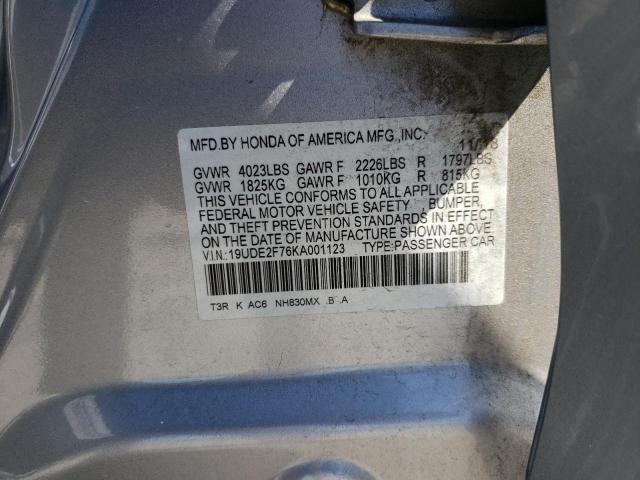 MFD.BY HONDA OF AMERICA MFG.,INC. 11/18
GVWR 4023LBS GAWR F 2226LBS R 1797LBS
GVWR 1825KG GAWR F 1010KG R 815KG
THIS VEHICLE CONFORMS TO ALL APPLICABLE
FEDERAL MOTOR VEHICLE SAFETY , BUMPER,
AND THEFT PREVENTION STANDARDS IN EFFECT
ON THE DATE OF MANUFACTURE SHOWN ABOVE.
V.I.N.:19UDE2F76KA001123 TYPE:PASSENGER CAR
T3R K AC6 NH830MX .B .A